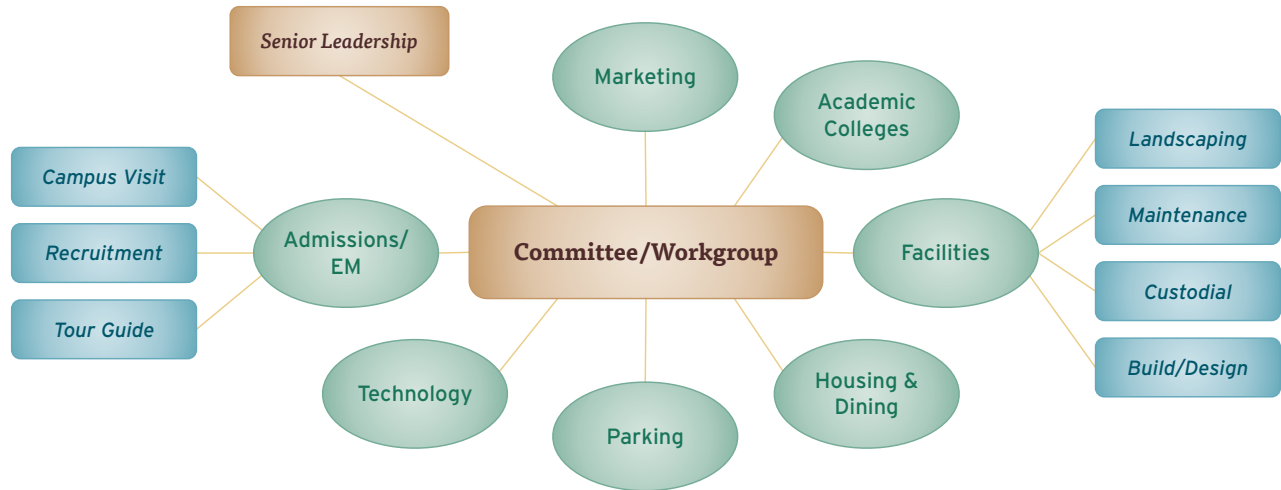 Senior Leadership
Marketing
Academic
Colleges
Landscaping
Campus Visit
Maintenance
Recruitment
Admissions/
EM
Committee/Workgroup
Facilities
Custodial
Tour Guide
Build/Design
Technology
Housing &
Dining
Parking